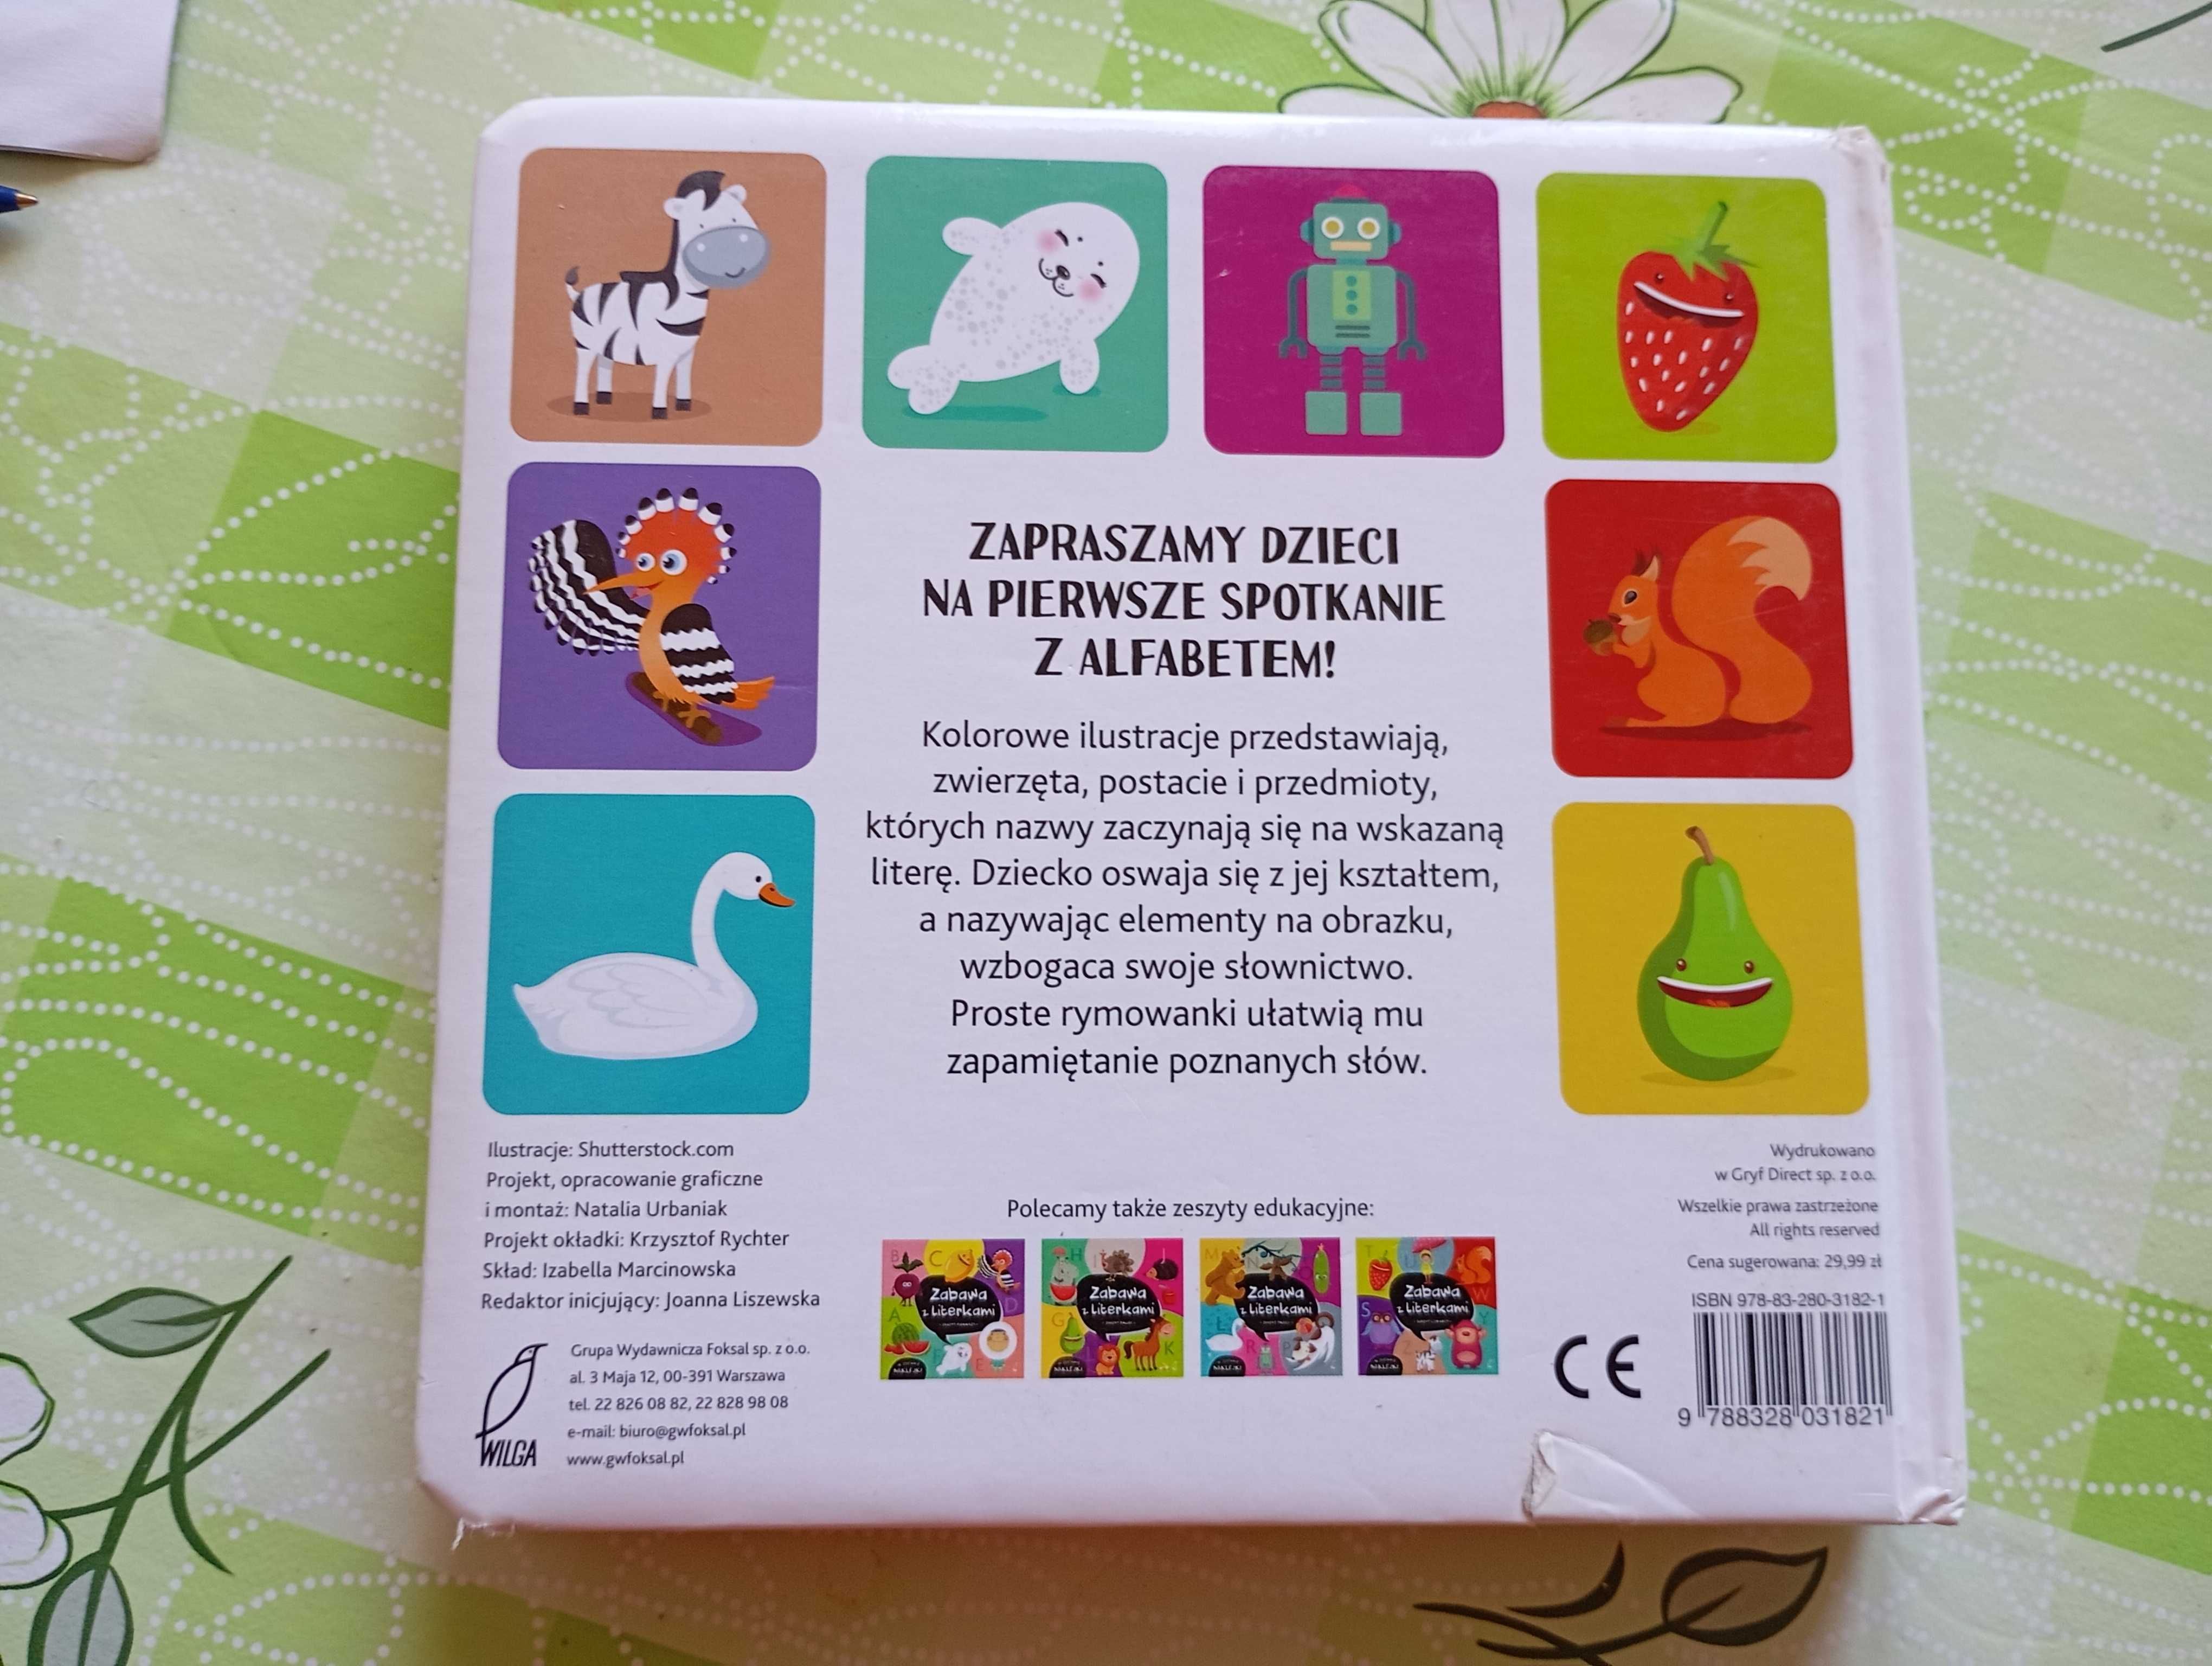 ZAPRASZAMY DZIECI
NA PIERWSZE SPOTKANIE
Z ALFABETEM!
Kolorowe ilustracje przedstawiają,
zwierzęta, postacie i przedmioty,
których nazwy zaczynają się na wskazaną
literę. Dziecko oswaja się z jej kształtem,
a nazywając elementy na obrazku,
wzbogaca swoje słownictwo.
Proste rymowanki ułatwią mu
zapamiętanie poznanych słów.
Ilustracje: Shutterstock.com
Projekt, opracowanie graficzne
i montaż: Natalia Urbaniak
Projekt okładki: Krzysztof Rychter
Skład: Izabella Marcinowska
Redaktor inicjujący: Joanna Liszewska
WILGA
Grupa Wydawnicza Foksal sp. z o.o.
al. 3 Maja 12, 00-391 Warszawa
tel. 22 826 08 82, 22 828 98 08
e-mail: biuro@gwfoksal.pl
www.gwfoksal.pl
Polecamy także zeszyty edukacyjne:
Zabawa
z literkami
Zabawa
z literkami
Zabawa
z literkami
Zabawa
z literkami
Wydrukowano
w Gryf Direct sp. z o.o.
Wszelkie prawa zastrzeżone
All rights reserved
Cena sugerowana: 29,99 zł
ISBN 978-83-280-3182-1
CE
9 788328 031821